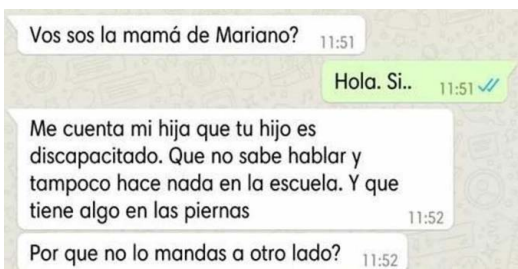 Vos sos la mamá de Mariano? 11:51
Hola. Si.. 11:51
Me cuenta mi hija que tu hijo es
discapacitado. Que no sabe hablar y
tampoco hace nada en la escuela. Y que
tiene algo en las piernas 11:52
Por que no lo mandas a otro lado? 11:52